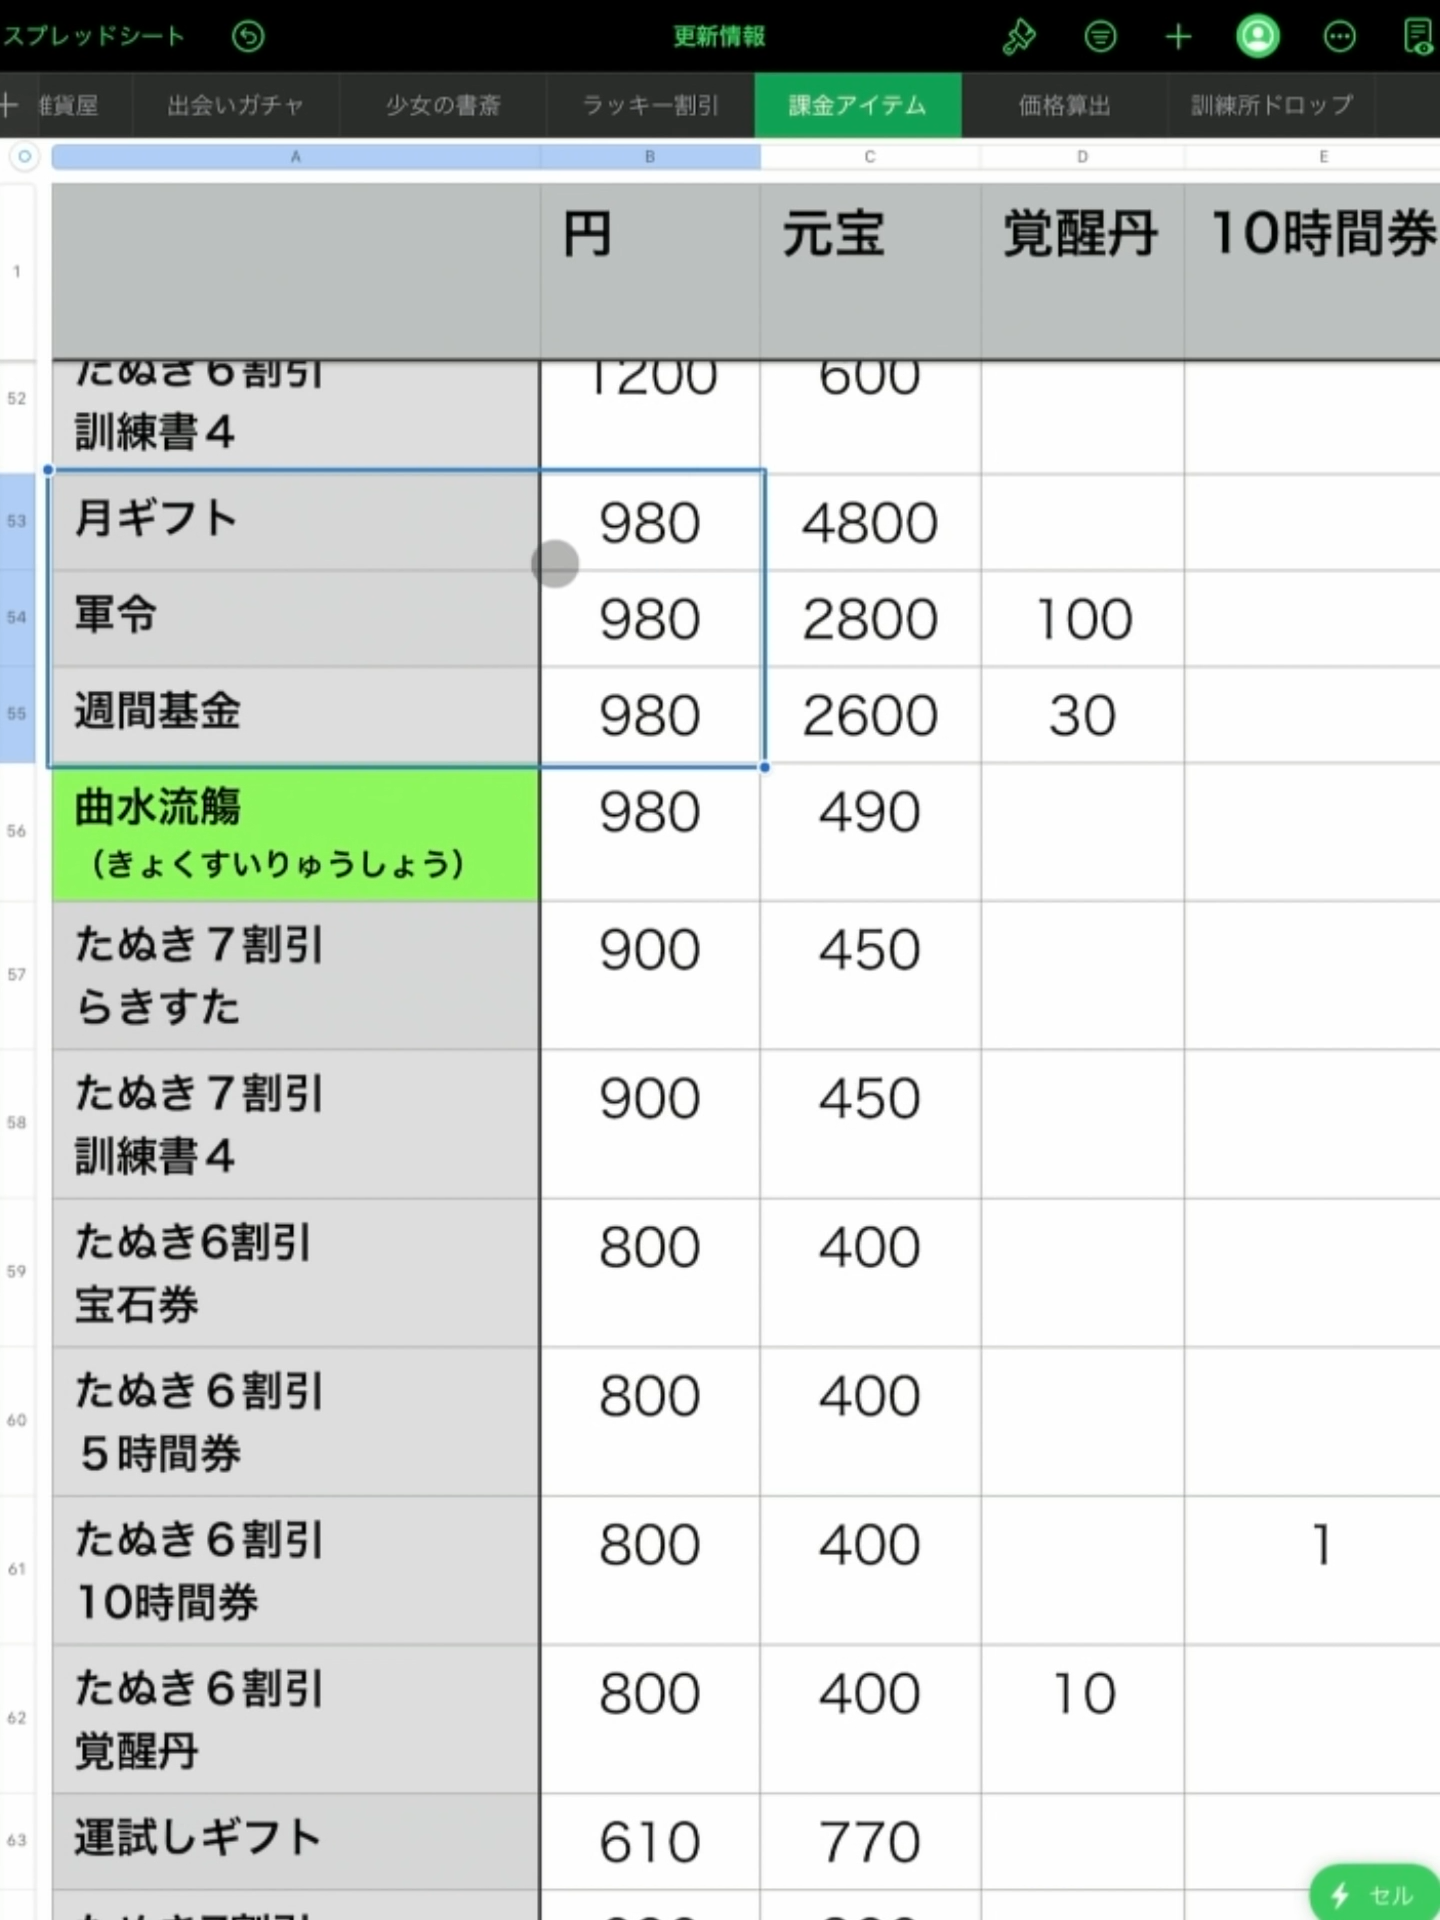 スプレッドシート 更新情報
雑貨屋 出会いガチャ 少女の書斎 ラッキー割引 課金アイテム 価格算出 訓練所ドロップ
A B C D E
1 円 元宝 覚醒丹 10時間券
52 たぬき６割引 1200 600
訓練書４
53 月ギフト 980 4800
54 軍令 980 2800 100
55 週間基金 980 2600 30
56 曲水流觴 980 490
（きょくすいりゅうしょう）
57 たぬき７割引 900 450
らきすた
58 たぬき７割引 900 450
訓練書４
59 たぬき6割引 800 400
宝石券
60 たぬき６割引 800 400
５時間券
61 たぬき６割引 800 400 1
10時間券
62 たぬき６割引 800 400 10
覚醒丹
63 運試しギフト 610 770
セル